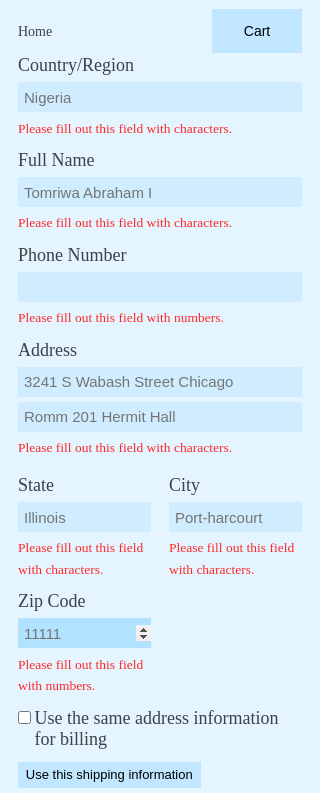 Home
Cart
Country/Region
Nigeria
Please fill out this field with characters.
Full Name
Tomriwa Abraham I
Please fill out this field with characters.
Phone Number
Please fill out this field with numbers.
Address
3241 S Wabash Street Chicago
Romm 201 Hermit Hall
Please fill out this field with characters.
State
City
Illinois
Port-harcourt
Please fill out this field
with characters.
Please fill out this field
with characters.
Zip Code
11111
Please fill out this field
with numbers.
Use the same address information
for billing
Use this shipping information